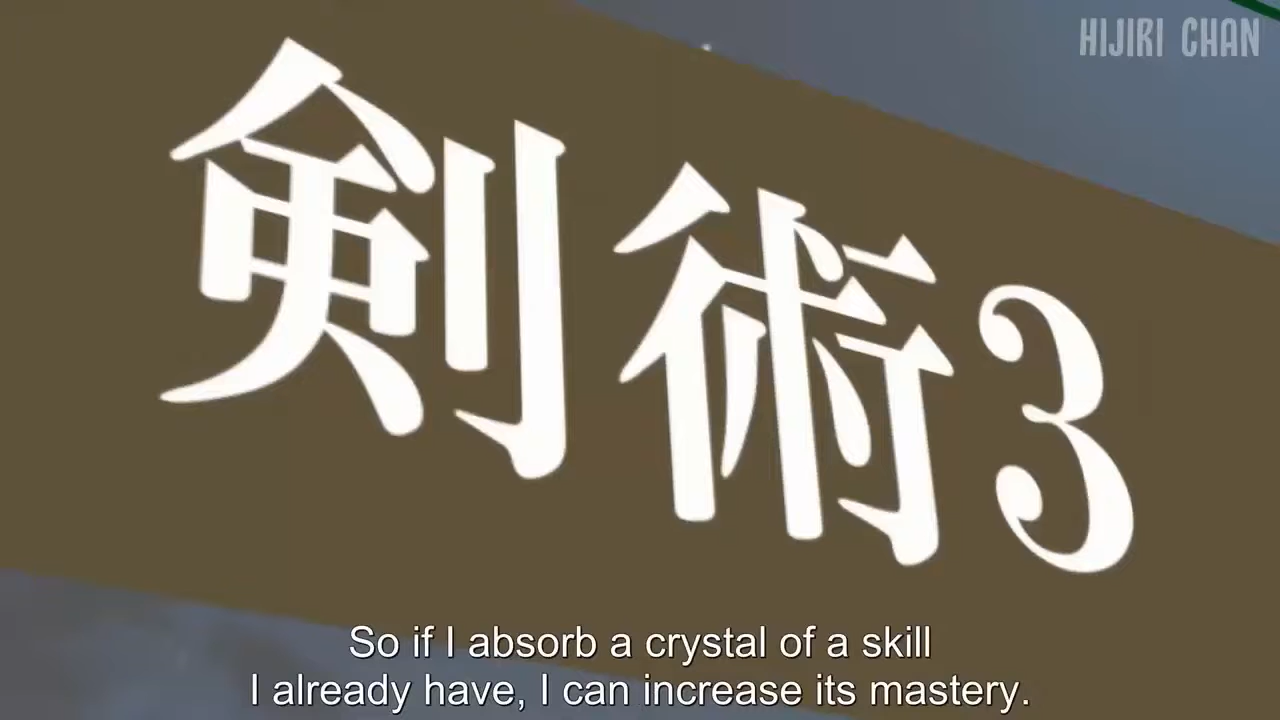 HIJIRI CHAN
剣術3
So if I absorb a crystal of a skill
I already have, I can increase its mastery.